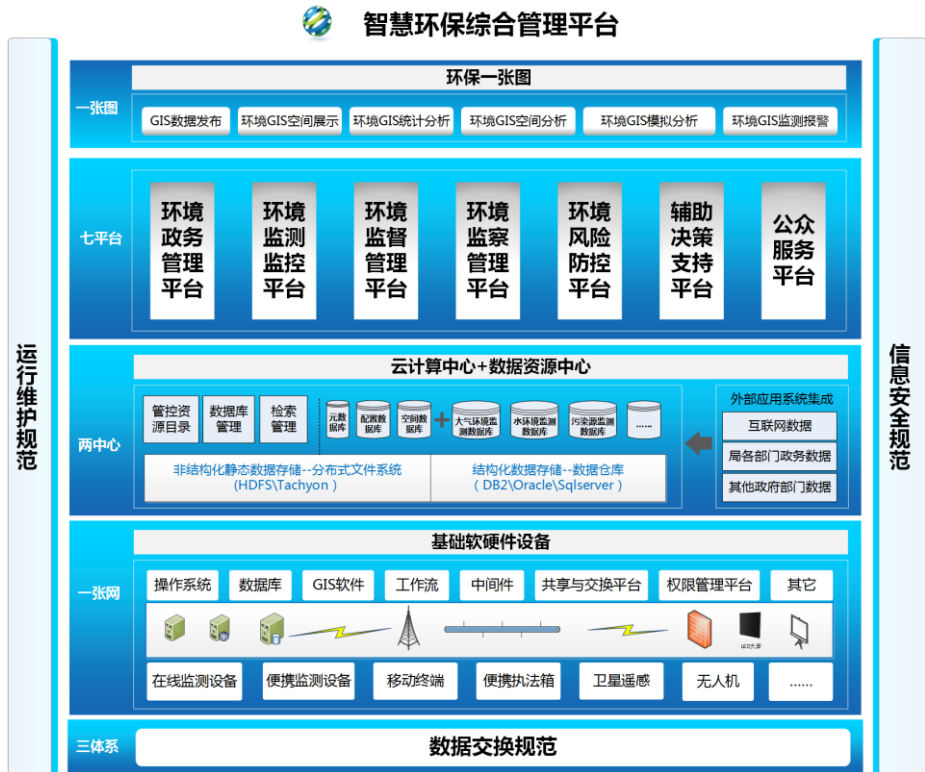 智慧环保综合管理平台
运行维护规范
信息安全规范
一张图
环保一张图
GIS数据发布
环境GIS空间展示
环境GIS统计分析
环境GIS空间分析
环境GIS模拟分析
环境GIS监测报警
七平台
环境
政务
管理
平台
环境
监测
监控
平台
环境
监督
管理
平台
环境
监察
管理
平台
环境
风险
防控
平台
辅助
决策
支持
平台
公众
服务
平台
两中心
云计算中心+数据资源中心
管控资
源目录
数据库
管理
检索
管理
元数
据库
配置数
据库
空间数
据库
+
大气环境监
测数据库
水环境监测
数据库
污染源监测
数据库
......
非结构化静态数据存储--分布式文件系统
(HDFS\Tachyon）
结构化数据存储--数据仓库
（DB2\Oracle\Sqlserver）
外部应用系统集成
互联网数据
局各部门政务数据
其他政府部门数据
一张网
基础软硬件设备
操作系统
数据库
GIS软件
工作流
中间件
共享与交换平台
权限管理平台
其它
LED大屏
在线监测设备
便携监测设备
移动终端
便携执法箱
卫星遥感
无人机
......
三体系
数据交换规范